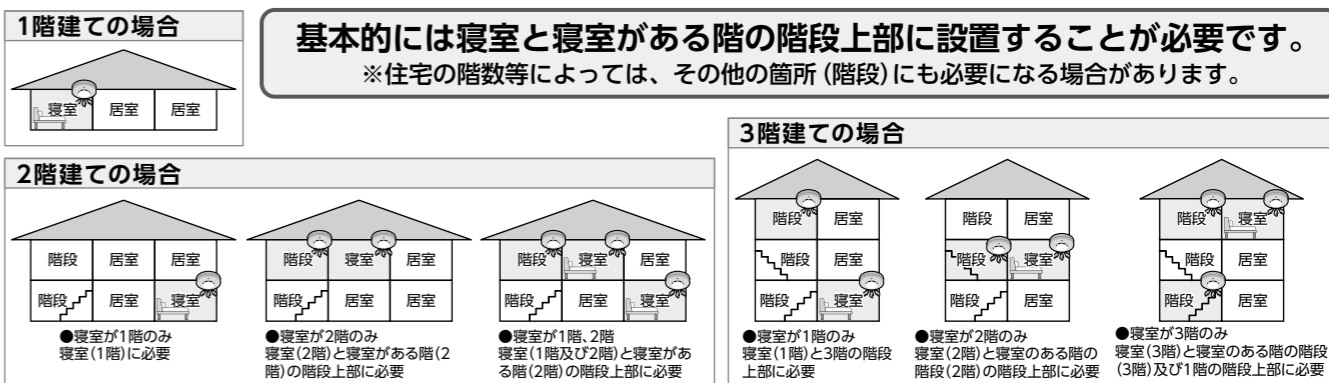 1階建ての場合
寝室 居室 居室
基本的には寝室と寝室がある階の階段上部に設置することが必要です。
※住宅の階数等によっては、その他の箇所(階段)にも必要になる場合があります。
2階建ての場合
階段 居室 居室
階段 居室 寝室
●寝室が1階のみ
寝室(1階)に必要
階段 寝室 居室
階段 居室 居室
●寝室が2階のみ
寝室(2階)と寝室がある階(2
階)の階段上部に必要
階段 寝室 居室
階段 居室 寝室
●寝室が1階、2階
寝室(1階及び2階)と寝室があ
る階(2階)の階段上部に必要
3階建ての場合
階段 居室
階段 居室
階段 寝室
●寝室が1階のみ
寝室(1階)と3階の階段
上部に必要
階段 居室
階段 寝室
階段 居室
●寝室が2階のみ
寝室(2階)と寝室のある階の
階段(2階)の階段上部に必要
階段 寝室
階段 居室
階段 居室
●寝室が3階のみ
寝室(3階)と寝室のある階の階段
(3階)及び1階の階段上部に必要